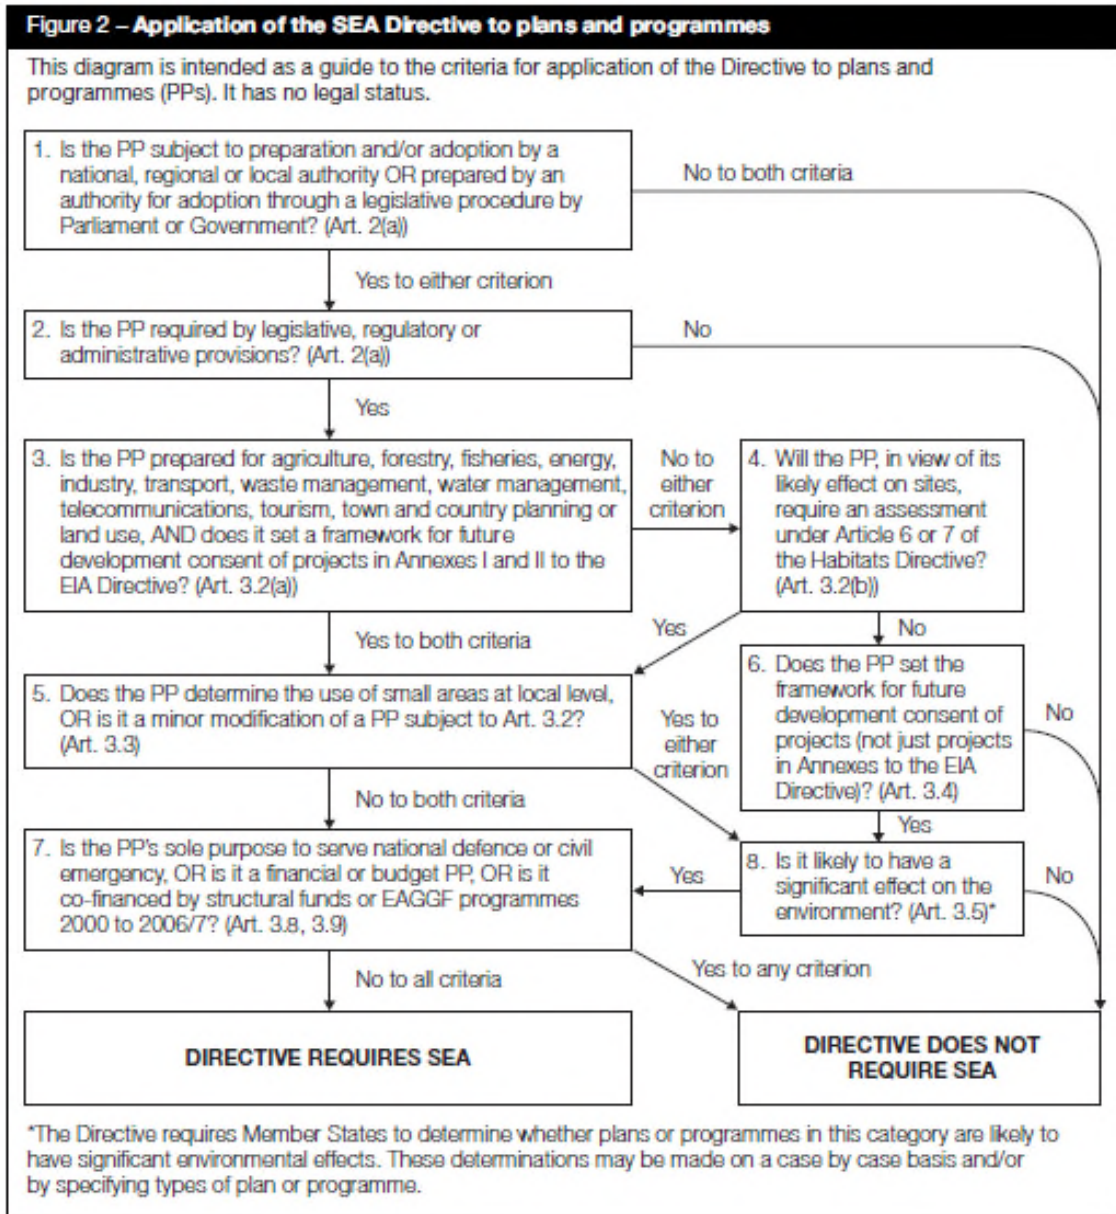 Figure 2 – Application of the SEA Directive to plans and programmes
This diagram is intended as a guide to the criteria for application of the Directive to plans and
programmes (PPs). It has no legal status.
1. Is the PP subject to preparation and/or adoption by a
national, regional or local authority OR prepared by an
authority for adoption through a legislative procedure by
Parliament or Government? (Art. 2(a))
No to both criteria
Yes to either criterion
2. Is the PP required by legislative, regulatory or
administrative provisions? (Art. 2(a))
No
Yes
3. Is the PP prepared for agriculture, forestry, fisheries, energy,
industry, transport, waste management, water management,
telecommunications, tourism, town and country planning or
land use, AND does it set a framework for future
development consent of projects in Annexes I and II to the
EIA Directive? (Art. 3.2(a))
No to
either
criterion
4. Will the PP, in view of its
likely effect on sites,
require an assessment
under Article 6 or 7 of
the Habitats Directive?
(Art. 3.2(b))
Yes to both criteria
Yes
No
5. Does the PP determine the use of small areas at local level,
OR is it a minor modification of a PP subject to Art. 3.2?
(Art. 3.3)
Yes to
either
criterion
6. Does the PP set the
framework for future
development consent of
projects (not just projects
in Annexes to the EIA
Directive)? (Art. 3.4)
No
No to both criteria
Yes
7. Is the PP's sole purpose to serve national defence or civil
emergency, OR is it a financial or budget PP, OR is it
co-financed by structural funds or EAGGF programmes
2000 to 2006/7? (Art. 3.8, 3.9)
Yes
8. Is it likely to have a
significant effect on the
environment? (Art. 3.5)*
No
No to all criteria
Yes to any criterion
DIRECTIVE REQUIRES SEA
DIRECTIVE DOES NOT
REQUIRE SEA
*The Directive requires Member States to determine whether plans or programmes in this category are likely to
have significant environmental effects. These determinations may be made on a case by case basis and/or
by specifying types of plan or programme.